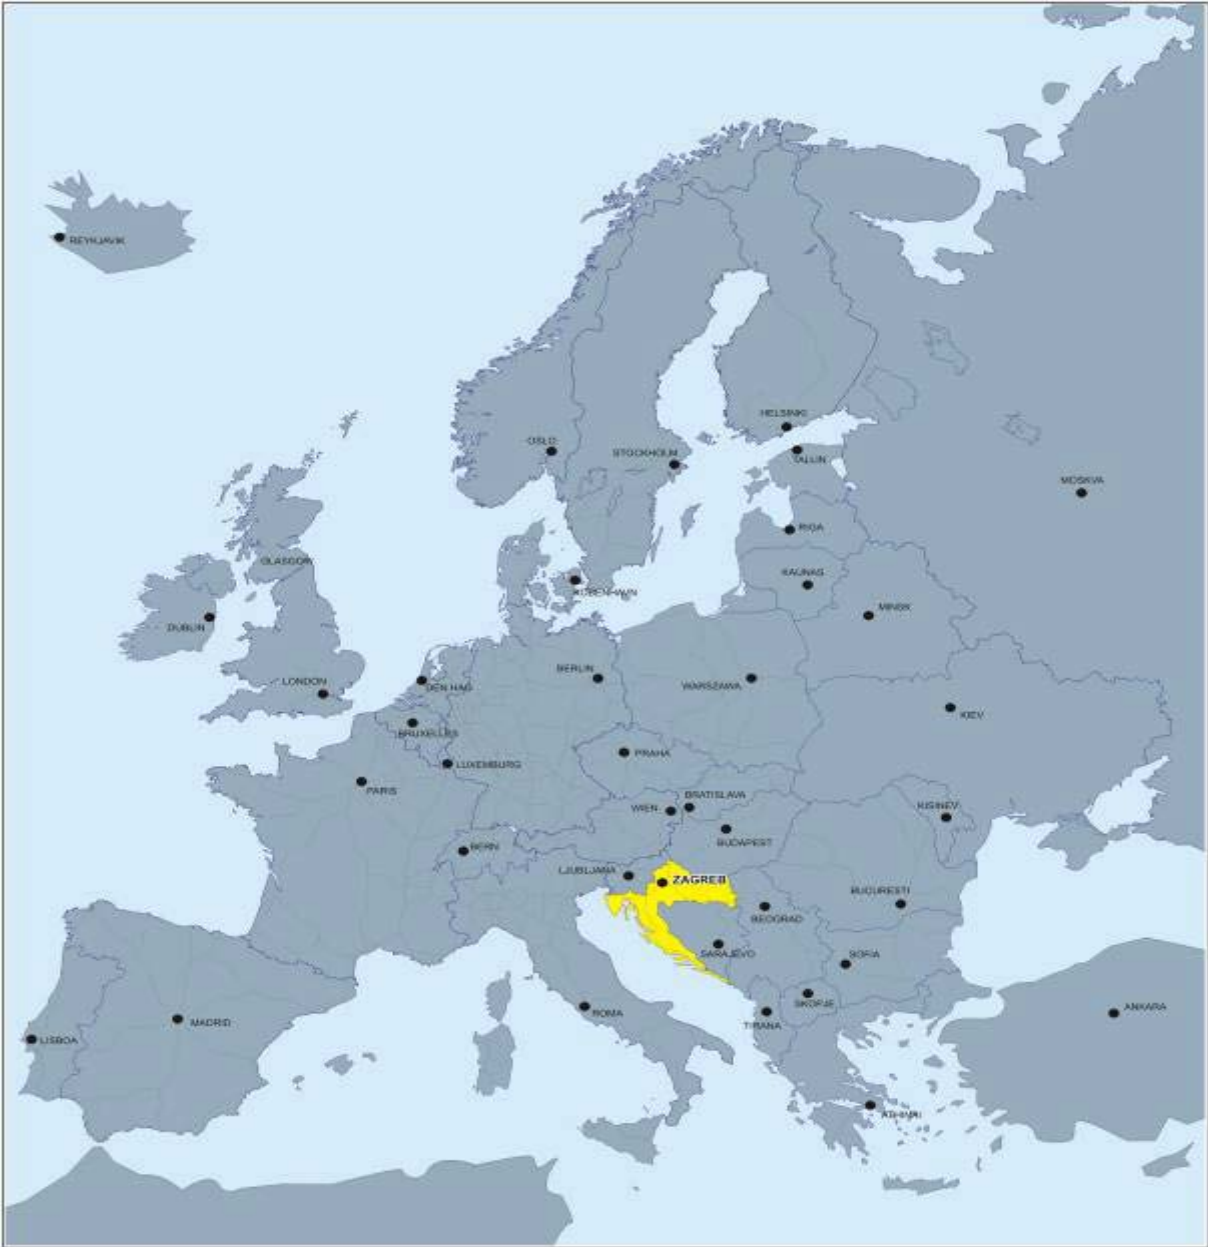 REYKJAVIK
HELSINKI
OSLO
STOCKHOLM
TALLIN
MOSKVA
RIGA
GLASGOW
KAUNAS
KOBENHAVN
MINSK
DUBLIN
BERLIN
LONDON
DEN HAG
WARSZAWA
KIEV
BRUXELLES
PRAHA
LUXEMBURG
PARIS
BRATISLAVA
WIEN
KISINEV
BUDAPEST
BERN
LJUBLJANA
ZAGREB
BUCURESTI
BEOGRAD
SARAJEVO
SOFIA
SKOPJE
ROMA
ANKARA
MADRID
TIRANA
LISBOA